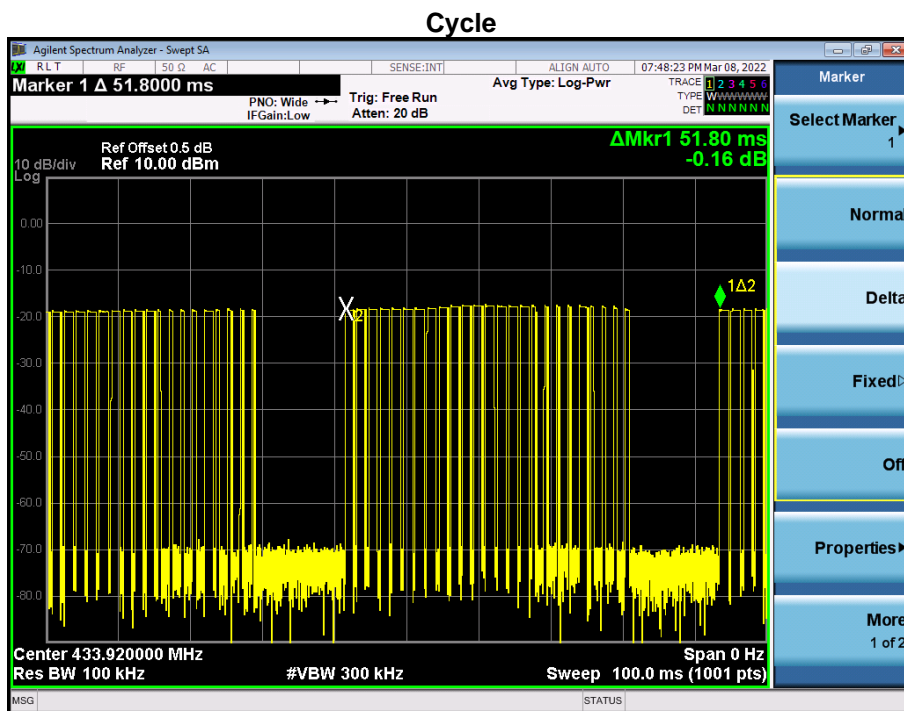 Cycle
Agilent Spectrum Analyzer - Swept SA
LXI RLT RF 50 Ω AC SENSE:INT ALIGN AUTO 07:48:23 PM Mar 08, 2022
Marker 1 Δ 51.8000 ms
PNO: Wide
IFGain:Low
Trig: Free Run
Atten: 20 dB
Avg Type: Log-Pwr
TRACE 1 2 3 4 5 6
TYPE WWWWWW
DET N N N N N N
ΔMkr1 51.80 ms
-0.16 dB
Ref Offset 0.5 dB
10 dB/div Ref 10.00 dBm
Log
0.00
-10.0
-20.0
-30.0
-40.0
-50.0
-60.0
-70.0
-80.0
1Δ2
2
Center 433.920000 MHz Span 0 Hz
Res BW 100 kHz #VBW 300 kHz Sweep 100.0 ms (1001 pts)
MSG STATUS
Marker
Select Marker
1
Normal
Delta
Fixed
Off
Properties
More
1 of 2